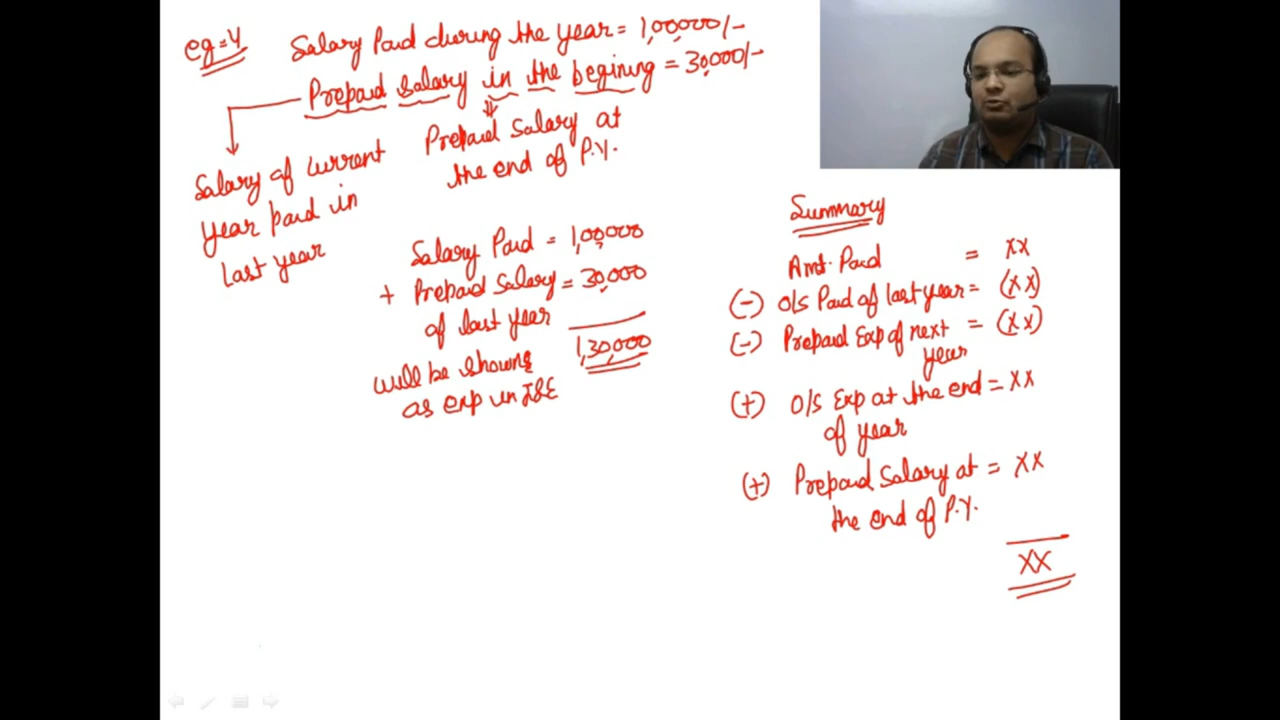 eg=4
Salary Paid during the year = 1,00,000/-
Prepaid salary in the begining = 30,000/-
Salary of current
year paid in
last year
Prepaid Salary at
the end of P.Y.
Salary Paid = 1,00,000
+ Prepaid Salary = 30,000
of last year
1,30,000
will be shown
as exp in I&E
Summary
Amt. Paid = XX
(-) O/s Paid of last year = (XX)
(-) Prepaid Exp of next = (XX)
year
(+) O/s Exp at the end = XX
of year
(+) Prepaid Salary at = XX
the end of P.Y.
XX